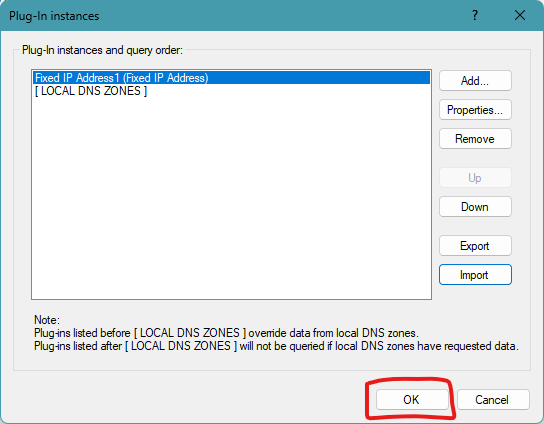 Plug-In instances
?
Plug-In instances and query order:
Fixed IP Address1 (Fixed IP Address)
[ LOCAL DNS ZONES ]
Add...
Properties...
Remove
Up
Down
Export
Import
Note:
Plug-ins listed before [ LOCAL DNS ZONES ] override data from local DNS zones.
Plug-ins listed after [ LOCAL DNS ZONES ] will not be queried if local DNS zones have requested data.
OK
Cancel